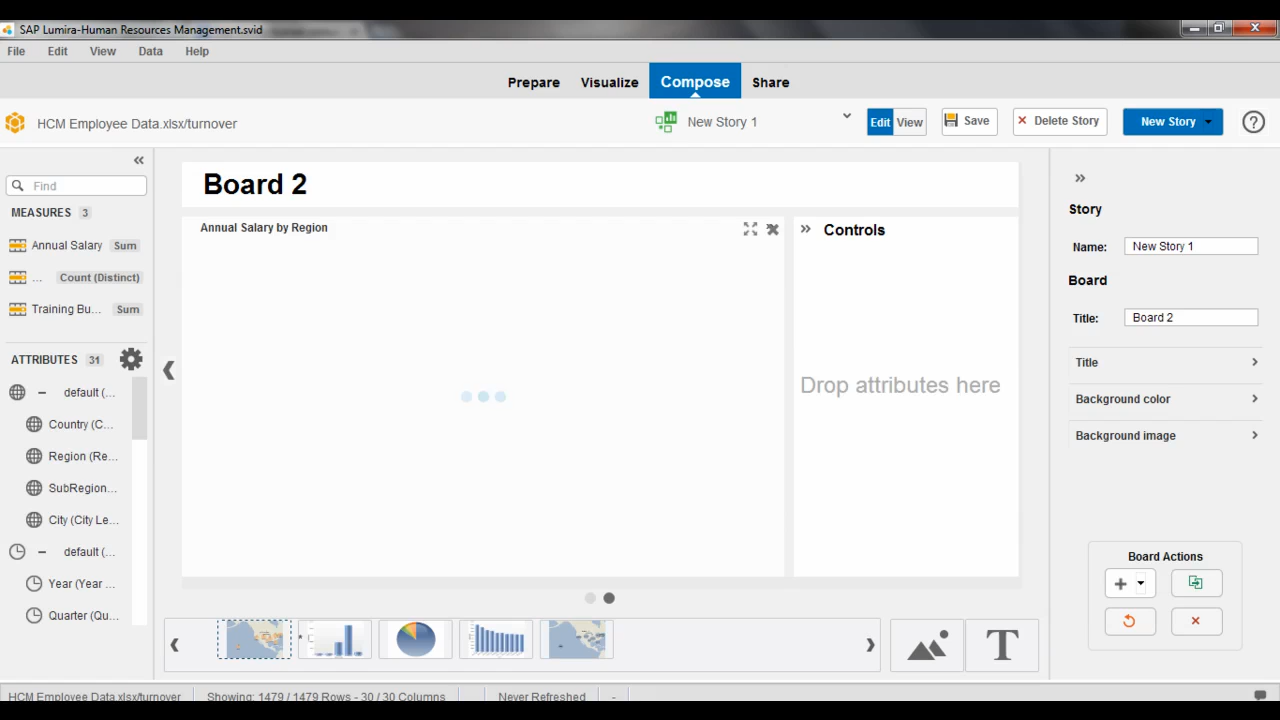 SAP Lumira-Human Resources Management.svid
File Edit View Data Help
Prepare Visualize Compose Share
HCM Employee Data.xlsx/turnover
New Story 1
Edit View
Save
Delete Story
New Story
?
Find
MEASURES 3
Annual Salary Sum
... Count (Distinct)
Training Bu... Sum
ATTRIBUTES 31
default (...
Country (C...
Region (Re...
SubRegion...
City (City Le...
default (...
Year (Year ...
Quarter (Qu...
Board 2
Annual Salary by Region
Controls
Drop attributes here
T
Story
Name: New Story 1
Board
Title: Board 2
Title
Background color
Background image
Board Actions
HCM Employee Data.xlsx/turnover Showing: 1479 / 1479 Rows - 30 / 30 Columns Never Refreshed -